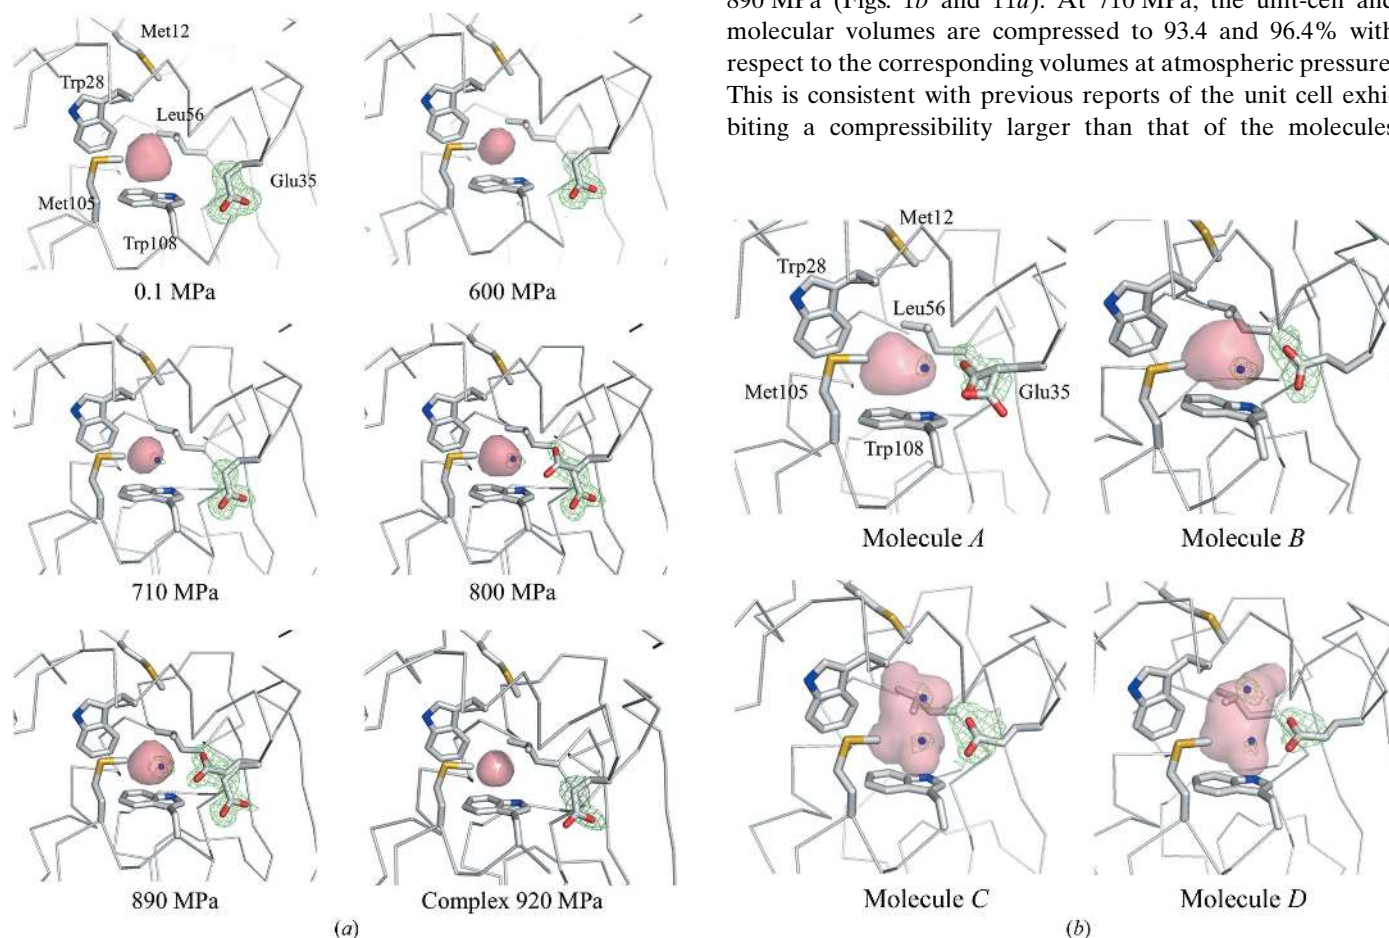 890 MPa (Figs. 1b and 11a). At 710 MPa, the unit-cell and
molecular volumes are compressed to 93.4 and 96.4% with
respect to the corresponding volumes at atmospheric pressure
This is consistent with previous reports of the unit cell exhi-
biting a compressibility larger than that of the molecules
Met12
Trp28
Leu56
Glu35
Met105
Trp108
0.1 MPa
600 MPa
710 MPa
800 MPa
890 MPa
Complex 920 MPa
(a)
Met12
Trp28
Leu56
Met105
Glu35
Trp108
Molecule A
Molecule B
Molecule C
Molecule D
(b)